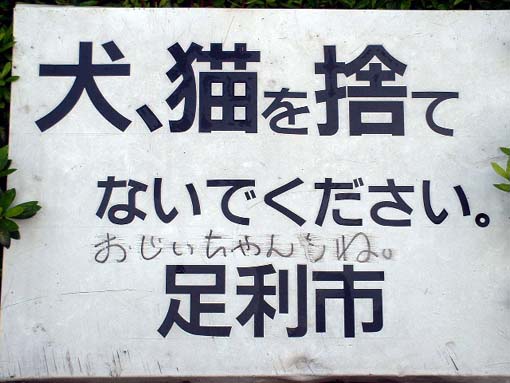 犬、猫を捨て
ないでください。
おじいちゃんもね。
足利市